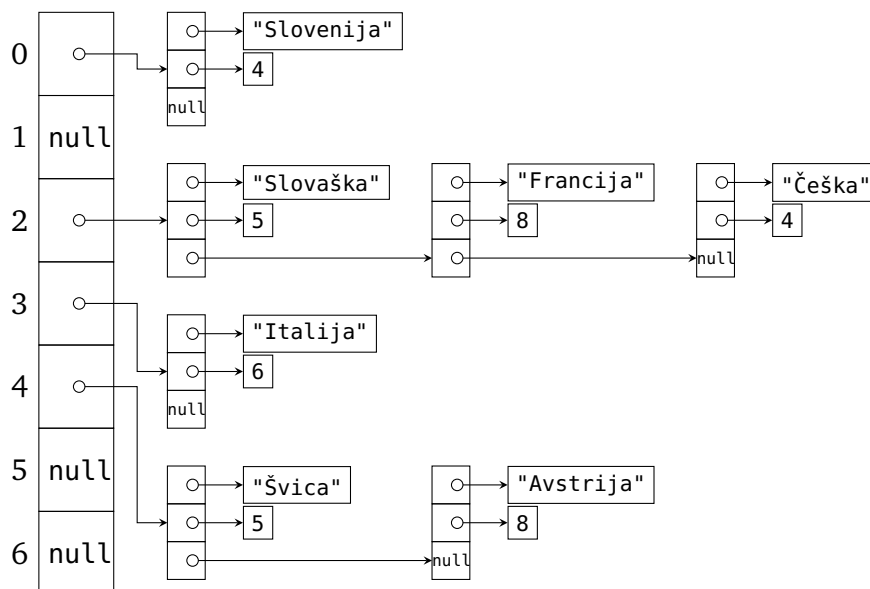 0 "Slovenija"
4
null
1 null
2 "Slovaška" "Francija" "Češka"
5 8 4
null
3 "Italija"
6
null
4
5 null "Švica" "Avstrija"
5 8
6 null null